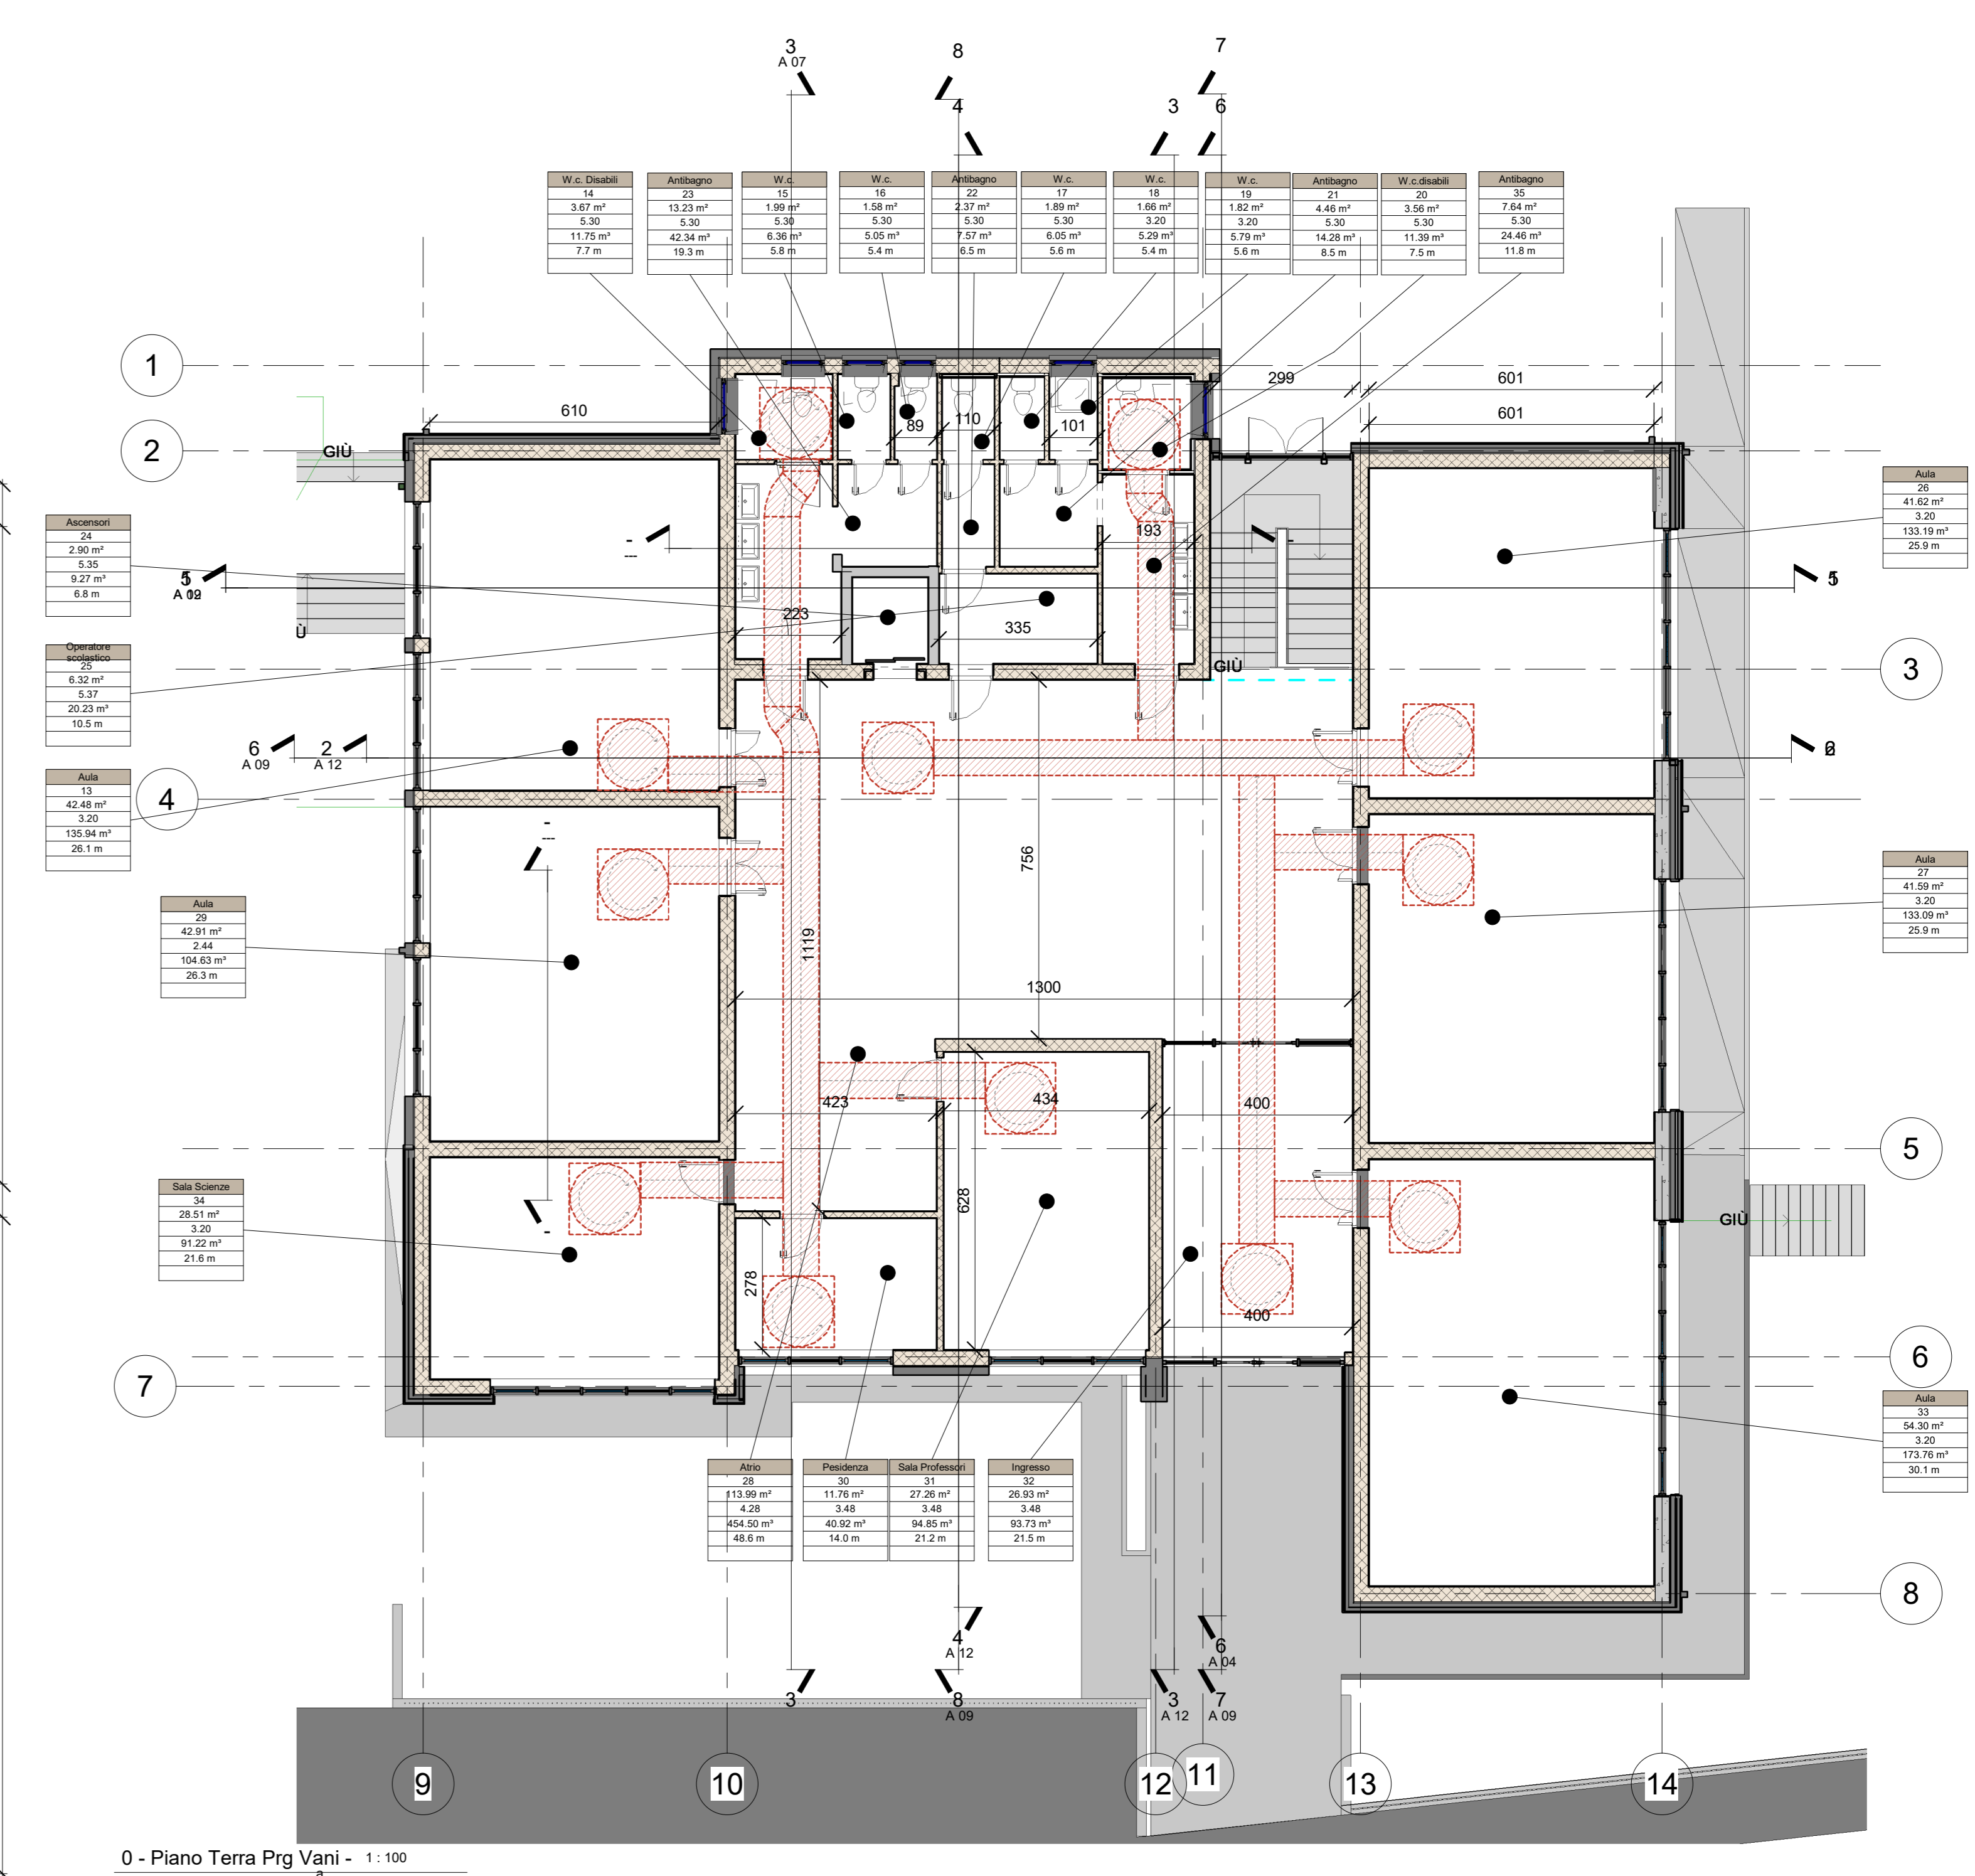 3
A 07
8
7
4
3
6
W.c. Disabili
14
3.67 m²
5.30
11.75 m³
7.7 m
Antibagno
23
13.23 m²
5.30
42.34 m³
19.3 m
W.c.
15
1.99 m²
5.30
6.36 m³
5.8 m
W.c.
16
1.58 m²
5.30
5.05 m³
5.4 m
Antibagno
22
2.37 m²
5.30
7.57 m³
6.5 m
W.c.
17
1.89 m²
5.30
6.05 m³
5.6 m
W.c.
18
1.66 m²
3.20
5.29 m³
5.4 m
W.c.
19
1.82 m²
3.20
5.79 m³
5.6 m
Antibagno
21
4.46 m²
5.30
14.28 m³
8.5 m
W.c.disabili
20
3.56 m²
5.30
11.39 m³
7.5 m
Antibagno
35
7.64 m²
5.30
24.46 m³
11.8 m
1
299
601
610
601
2
GIÙ
89
110
101
Aula
26
41.62 m²
3.20
133.19 m³
25.9 m
Ascensori
24
2.90 m²
5.35
9.27 m³
6.8 m
193
5
223
335
Ù
Operatore
scolastico
25
6.32 m²
5.37
20.23 m³
10.5 m
GIÙ
3
6
A 09
2
A 12
Aula
13
42.48 m²
3.20
135.94 m³
26.1 m
4
756
Aula
27
41.59 m²
3.20
133.09 m³
25.9 m
Aula
29
42.91 m²
2.44
104.63 m³
26.3 m
1119
1300
423
434
400
5
Sala Scienze
34
28.51 m²
3.20
91.22 m³
21.6 m
628
GIÙ
278
400
6
7
Aula
33
54.30 m²
3.20
173.76 m³
30.1 m
Atrio
28
113.99 m²
4.28
454.50 m³
48.6 m
Pesidenza
30
11.76 m²
3.48
40.92 m³
14.0 m
Sala Professori
31
27.26 m²
3.48
94.85 m³
21.2 m
Ingresso
32
26.93 m²
3.48
93.73 m³
21.5 m
8
4
A 12
6
A 04
3
8
A 09
3
A 12
7
A 09
9
10
12
11
13
14
0 - Piano Terra Prg Vani - 1 : 100
a